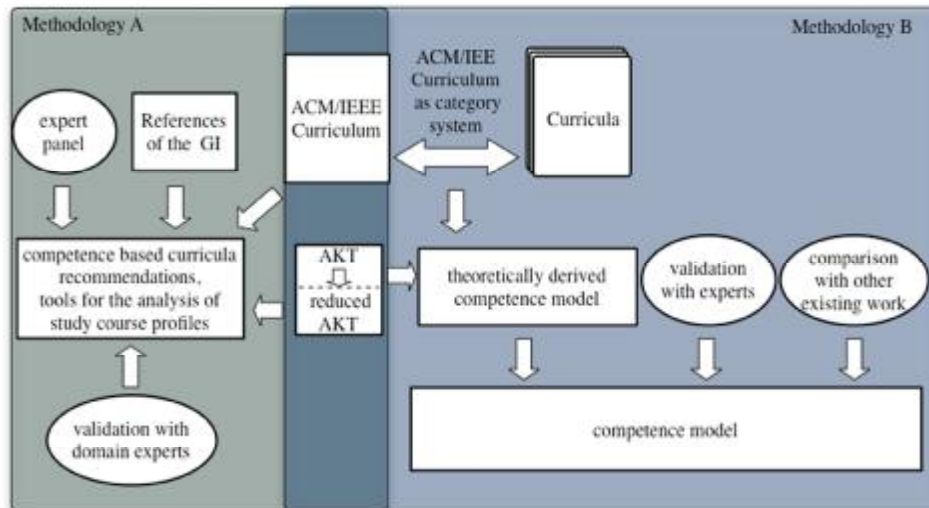 Methodology A
Methodology B
expert
panel
References
of the GI
ACM/IEEE
Curriculum
ACM/IEE
Curriculum
as category
system
Curricula
competence based curricula
recommendations,
tools for the analysis of
study course profiles
AKT
reduced
AKT
theoretically derived
competence model
validation
with experts
comparison
with other
existing work
validation with
domain experts
competence model